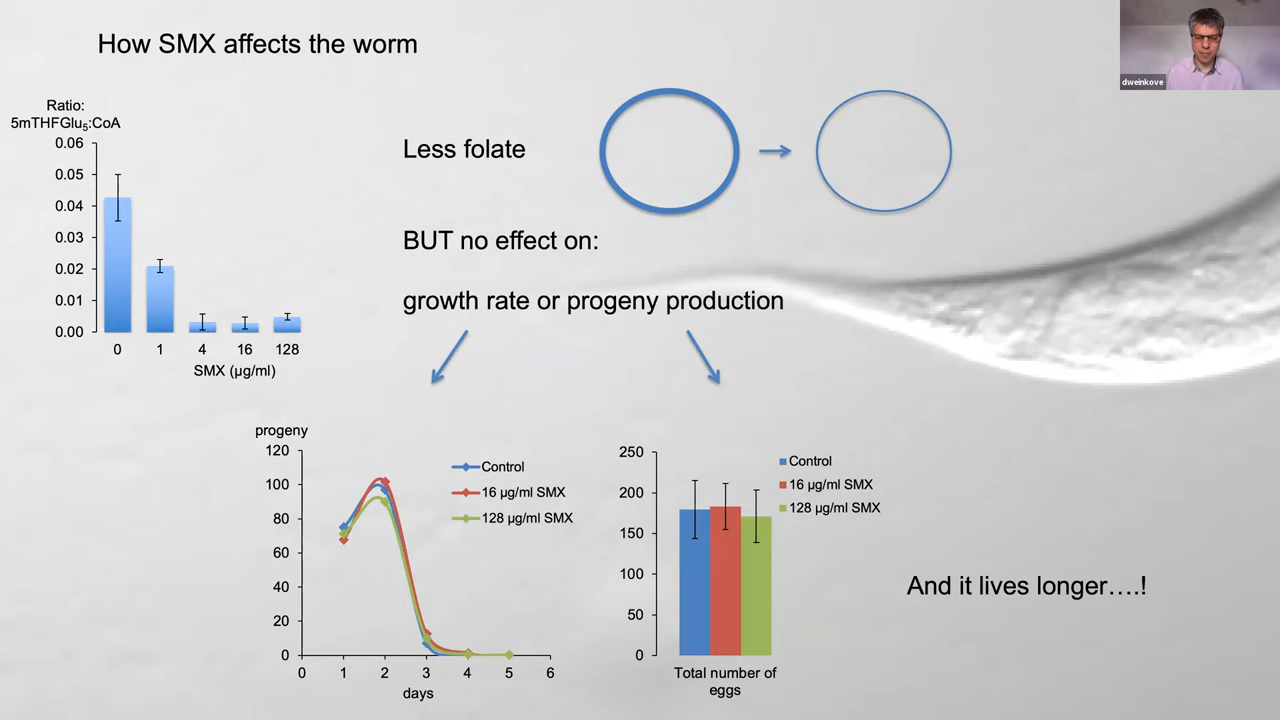 How SMX affects the worm
dweinkove
Ratio:
5mTHFGlu5:CoA
0.06
0.05
0.04
0.03
0.02
0.01
0.00
0 1 4 16 128
SMX (µg/ml)
Less folate
BUT no effect on:
growth rate or progeny production
progeny
120
100
80
60
40
20
0
0 1 2 3 4 5 6
days
Control
16 µg/ml SMX
128 µg/ml SMX
250
200
150
100
50
0
Total number of
eggs
Control
16 µg/ml SMX
128 µg/ml SMX
And it lives longer….!